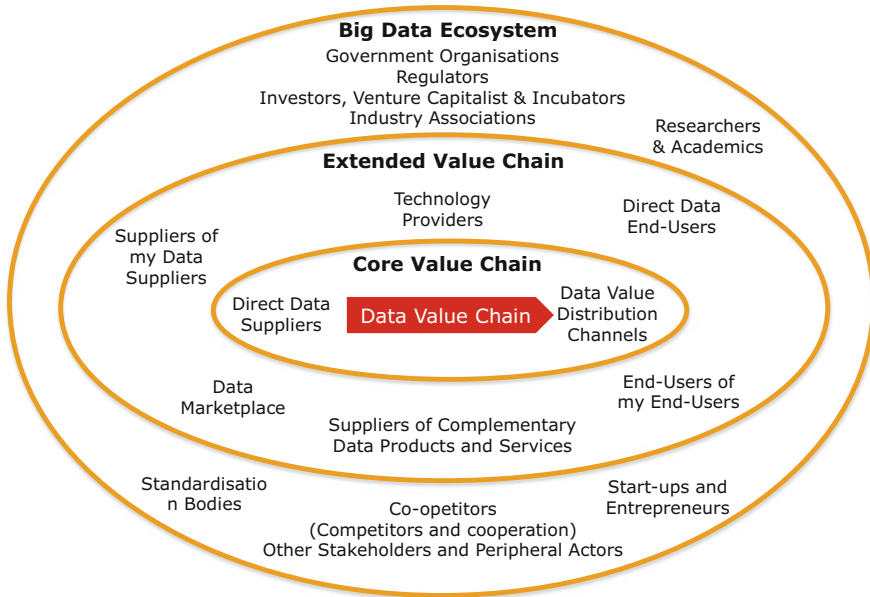 Big Data Ecosystem
Government Organisations
Regulators
Investors, Venture Capitalist & Incubators
Industry Associations
Researchers
& Academics
Extended Value Chain
Technology
Providers
Direct Data
End-Users
Suppliers of
my Data
Suppliers
Core Value Chain
Direct Data
Suppliers
Data Value Chain
Data Value
Distribution
Channels
Data
Marketplace
End-Users of
my End-Users
Suppliers of Complementary
Data Products and Services
Standardisatio
n Bodies
Start-ups and
Entrepreneurs
Co-opetitors
(Competitors and cooperation)
Other Stakeholders and Peripheral Actors